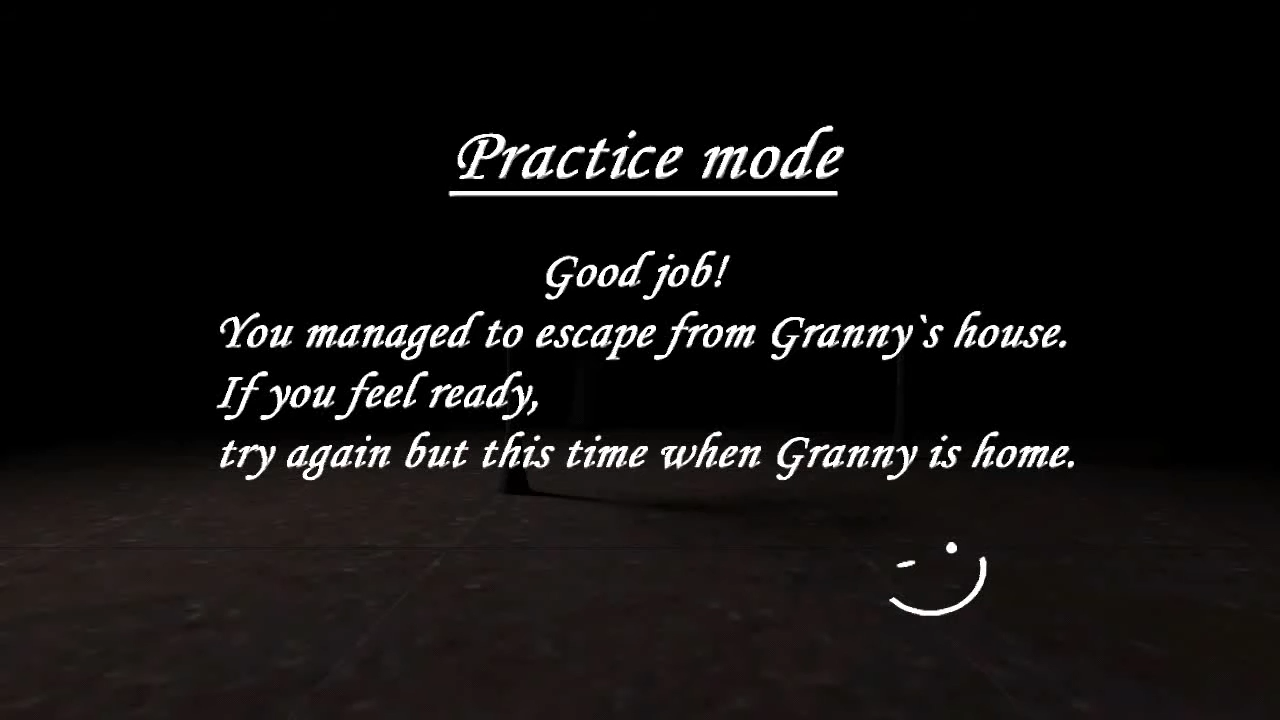 Practice mode
Good job!
You managed to escape from Granny`s house.
If you feel ready,
try again but this time when Granny is home.